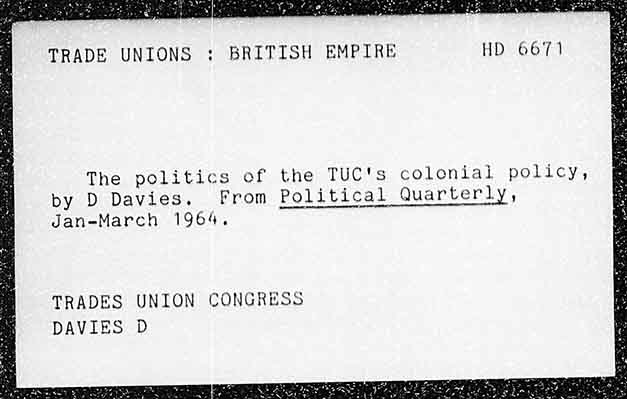 TRADE UNIONS : BRITISH EMPIRE HD 6671
The politics of the TUC's colonial policy,
by D Davies. From Political Quarterly,
Jan-March 1964.
TRADES UNION CONGRESS
DAVIES D